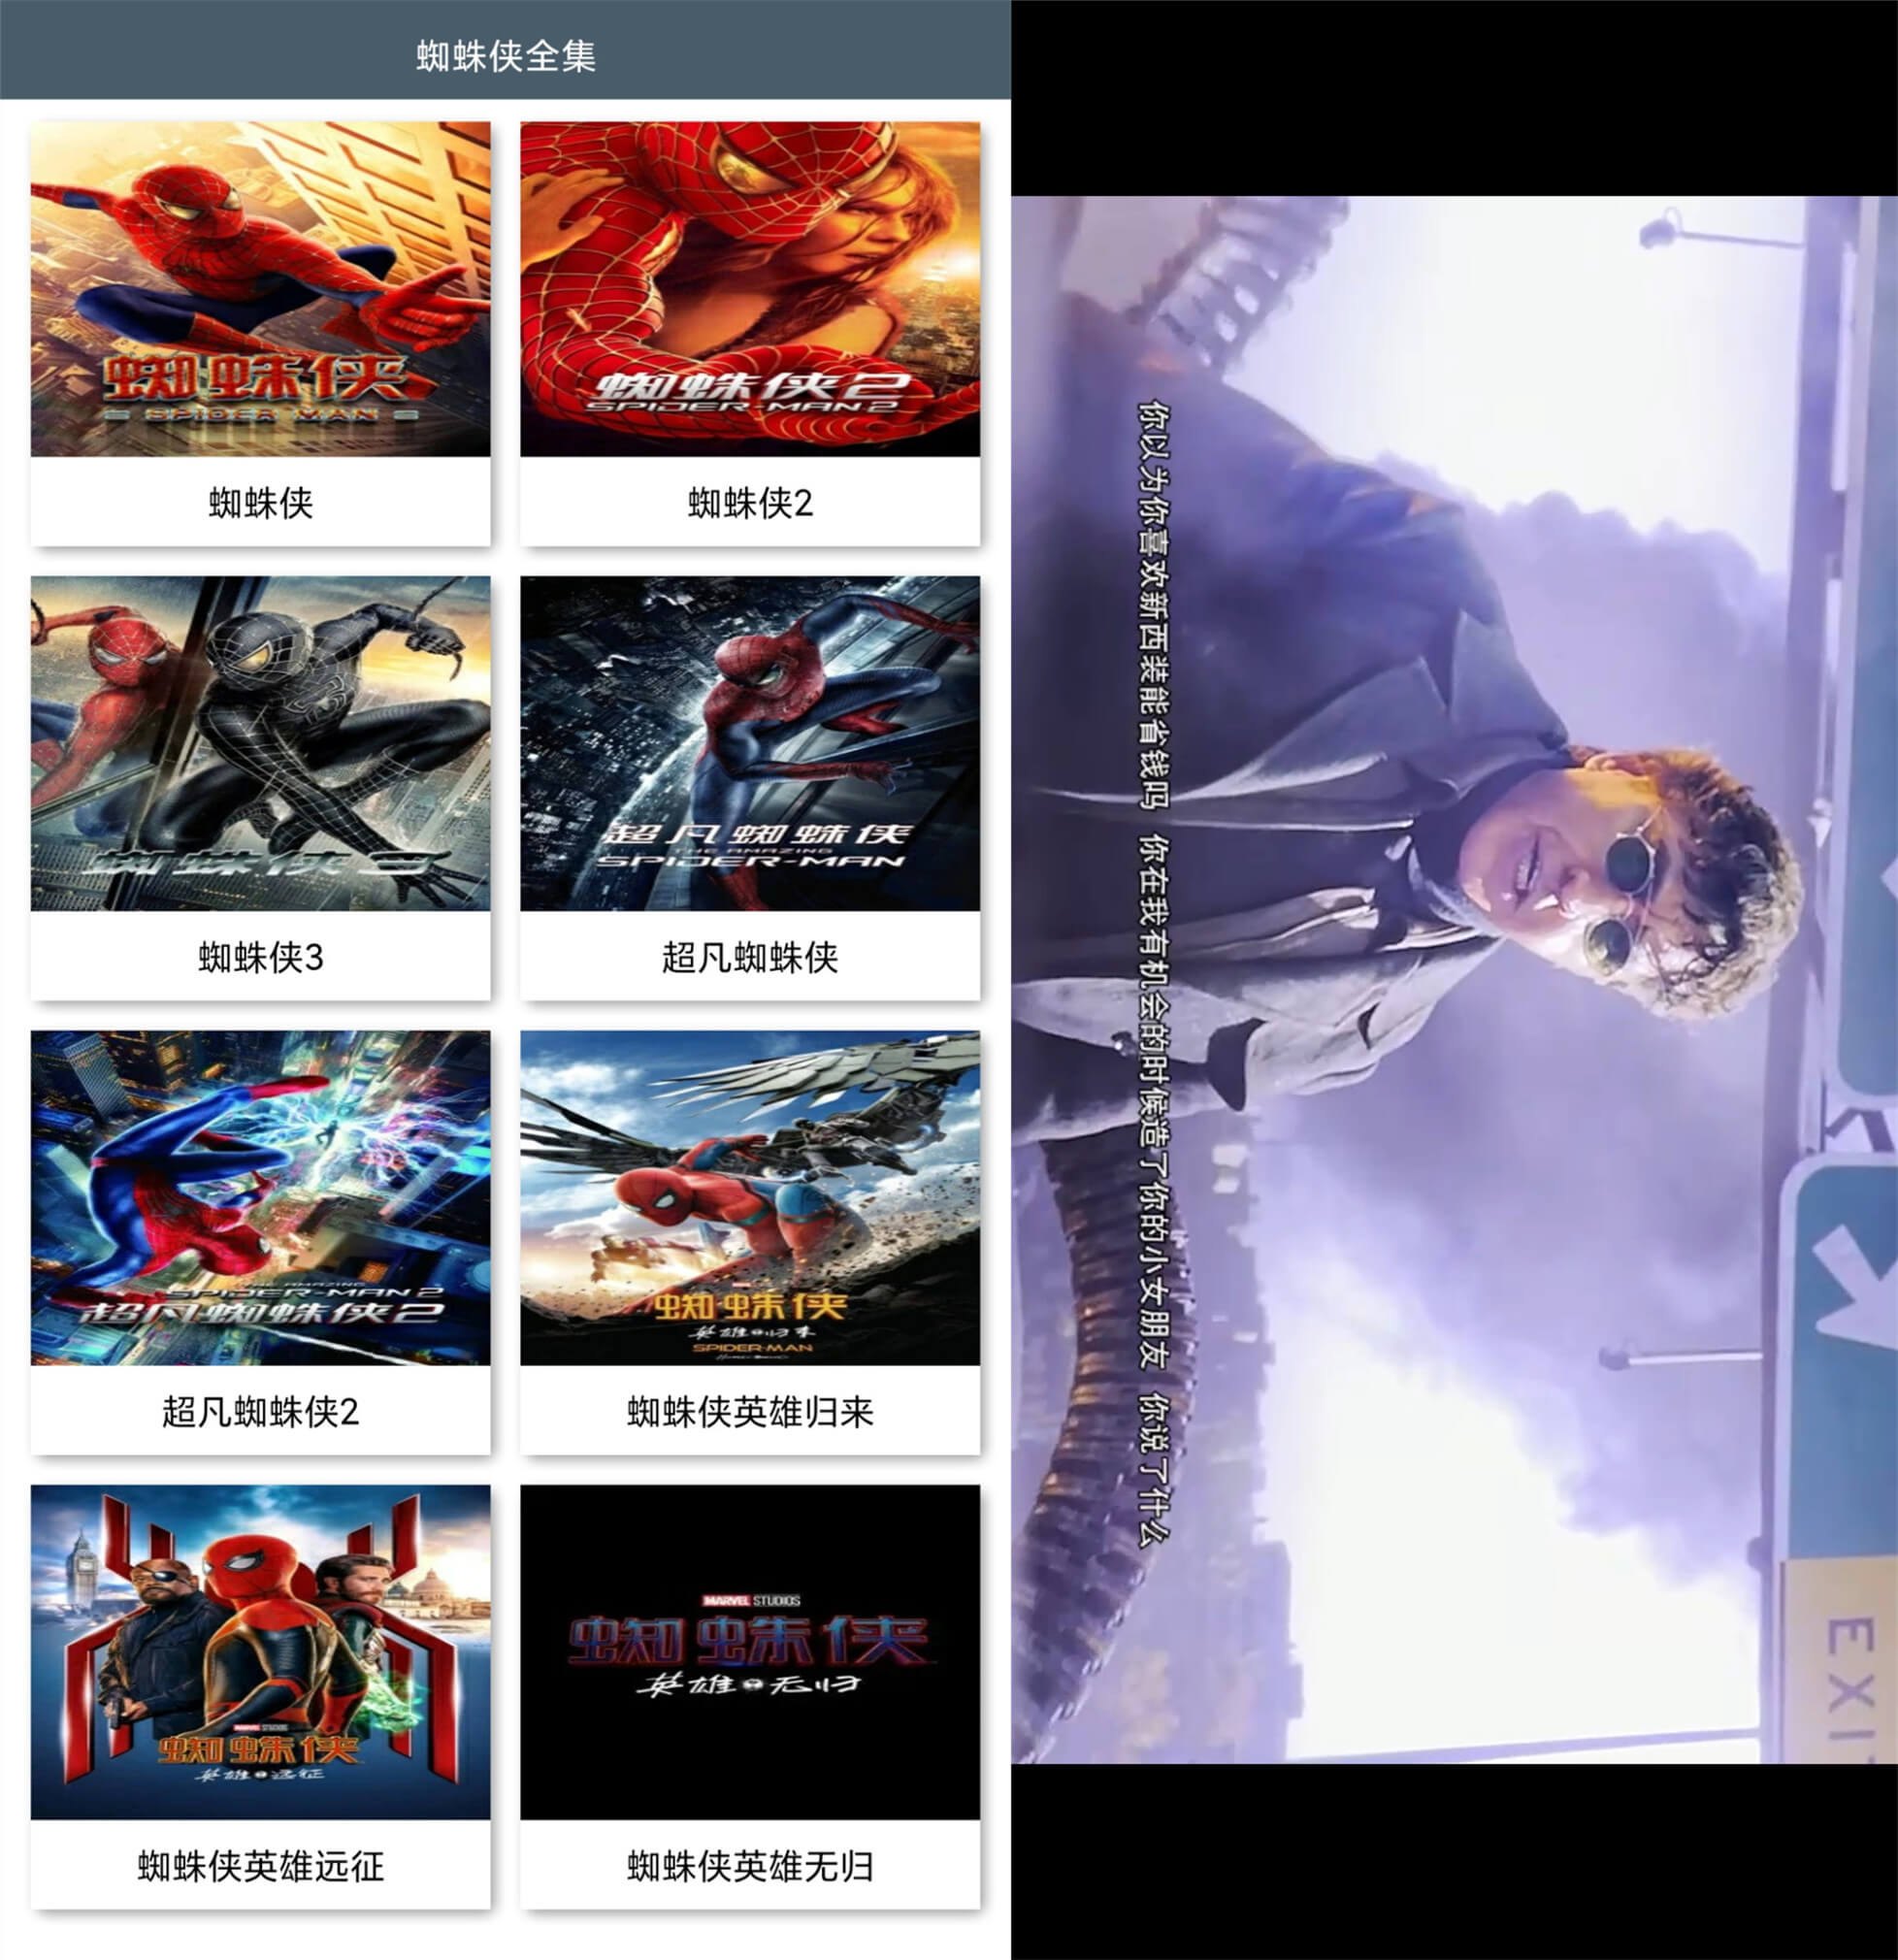 蜘蛛侠全集
蜘蛛侠
SPIDER MAN
蜘蛛侠
蜘蛛侠2
SPIDER-MAN 2
蜘蛛侠2
蜘蛛侠3
蜘蛛侠3
超凡蜘蛛侠
THE AMAZING
SPIDER-MAN
超凡蜘蛛侠
THE AMAZING
SPIDER-MAN 2
超凡蜘蛛侠2
超凡蜘蛛侠2
蜘蛛侠
英雄归来
SPIDER-MAN
蜘蛛侠英雄归来
MARVEL STUDIOS
蜘蛛侠
英雄远征
蜘蛛侠英雄远征
MARVEL STUDIOS
蜘蛛侠
英雄无归
蜘蛛侠英雄无归
你以为你喜欢新西装能省钱吗 你在我有机会的时候造了你的小女朋友 你说了什么
EXIT